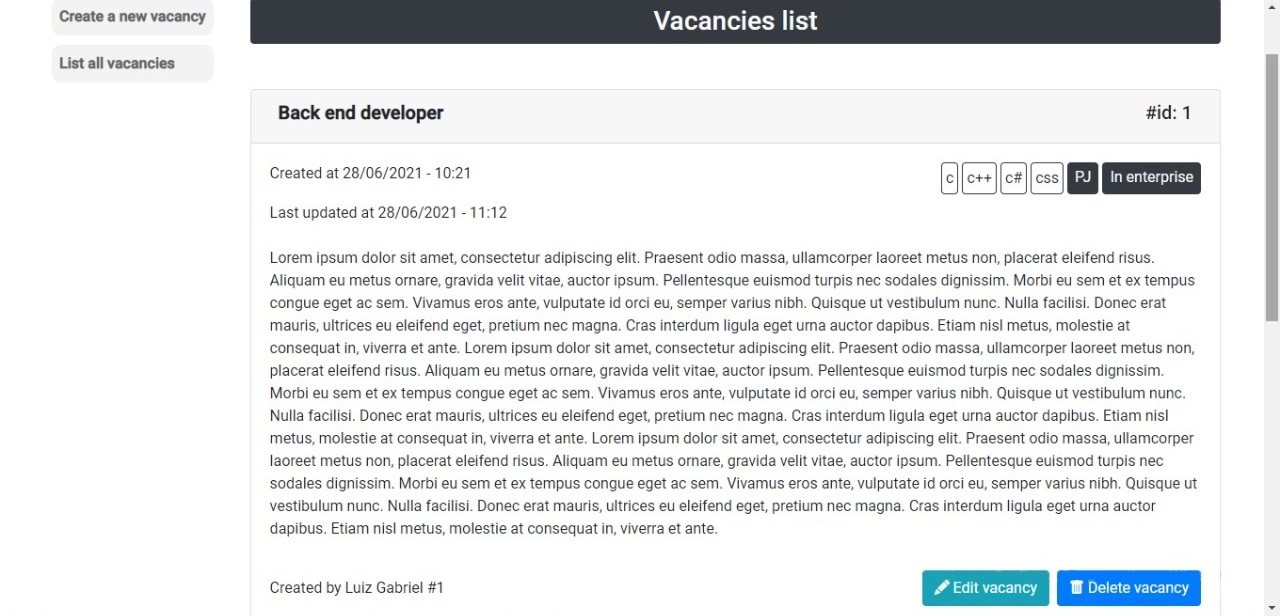 Create a new vacancy
List all vacancies
Vacancies list
Back end developer
#id: 1
Created at 28/06/2021 - 10:21
c c++ c# css PJ In enterprise
Last updated at 28/06/2021 - 11:12
Lorem ipsum dolor sit amet, consectetur adipiscing elit. Praesent odio massa, ullamcorper laoreet metus non, placerat eleifend risus.
Aliquam eu metus ornare, gravida velit vitae, auctor ipsum. Pellentesque euismod turpis nec sodales dignissim. Morbi eu sem et ex tempus
congue eget ac sem. Vivamus eros ante, vulputate id orci eu, semper varius nibh. Quisque ut vestibulum nunc. Nulla facilisi. Donec erat
mauris, ultrices eu eleifend eget, pretium nec magna. Cras interdum ligula eget urna auctor dapibus. Etiam nisl metus, molestie at
consequat in, viverra et ante. Lorem ipsum dolor sit amet, consectetur adipiscing elit. Praesent odio massa, ullamcorper laoreet metus non,
placerat eleifend risus. Aliquam eu metus ornare, gravida velit vitae, auctor ipsum. Pellentesque euismod turpis nec sodales dignissim.
Morbi eu sem et ex tempus congue eget ac sem. Vivamus eros ante, vulputate id orci eu, semper varius nibh. Quisque ut vestibulum nunc.
Nulla facilisi. Donec erat mauris, ultrices eu eleifend eget, pretium nec magna. Cras interdum ligula eget urna auctor dapibus. Etiam nisl
metus, molestie at consequat in, viverra et ante. Lorem ipsum dolor sit amet, consectetur adipiscing elit. Praesent odio massa, ullamcorper
laoreet metus non, placerat eleifend risus. Aliquam eu metus ornare, gravida velit vitae, auctor ipsum. Pellentesque euismod turpis nec
sodales dignissim. Morbi eu sem et ex tempus congue eget ac sem. Vivamus eros ante, vulputate id orci eu, semper varius nibh. Quisque ut
vestibulum nunc. Nulla facilisi. Donec erat mauris, ultrices eu eleifend eget, pretium nec magna. Cras interdum ligula eget urna auctor
dapibus. Etiam nisl metus, molestie at consequat in, viverra et ante.
Created by Luiz Gabriel #1
Edit vacancy
Delete vacancy